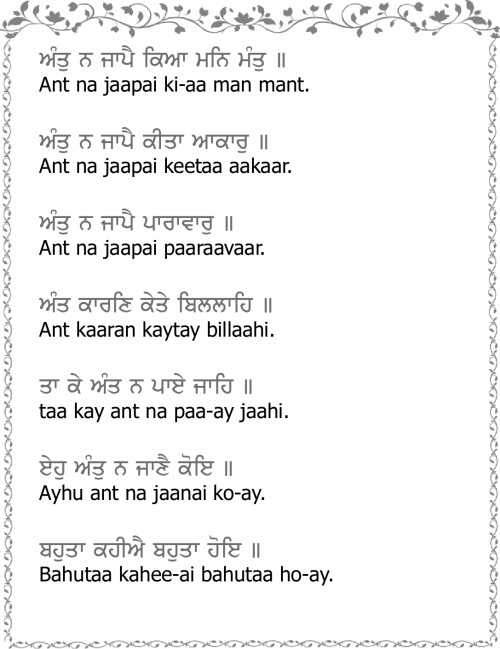 ਅੰਤੁ ਨ ਜਾਪੈ ਕਿਆ ਮਨਿ ਮੰਤੁ ॥
Ant na jaapai ki-aa man mant.
ਅੰਤੁ ਨ ਜਾਪੈ ਕੀਤਾ ਆਕਾਰੁ ॥
Ant na jaapai keetaa aakaar.
ਅੰਤੁ ਨ ਜਾਪੈ ਪਾਰਾਵਾਰੁ ॥
Ant na jaapai paaraavaar.
ਅੰਤ ਕਾਰਣਿ ਕੇਤੇ ਬਿਲਲਾਹਿ ॥
Ant kaaran kaytay billaahi.
ਤਾ ਕੇ ਅੰਤ ਨ ਪਾਏ ਜਾਹਿ ॥
taa kay ant na paa-ay jaahi.
ਏਹੁ ਅੰਤੁ ਨ ਜਾਣੈ ਕੋਇ ॥
Ayhu ant na jaanai ko-ay.
ਬਹੁਤਾ ਕਹੀਐ ਬਹੁਤਾ ਹੋਇ ॥
Bahutaa kahee-ai bahutaa ho-ay.